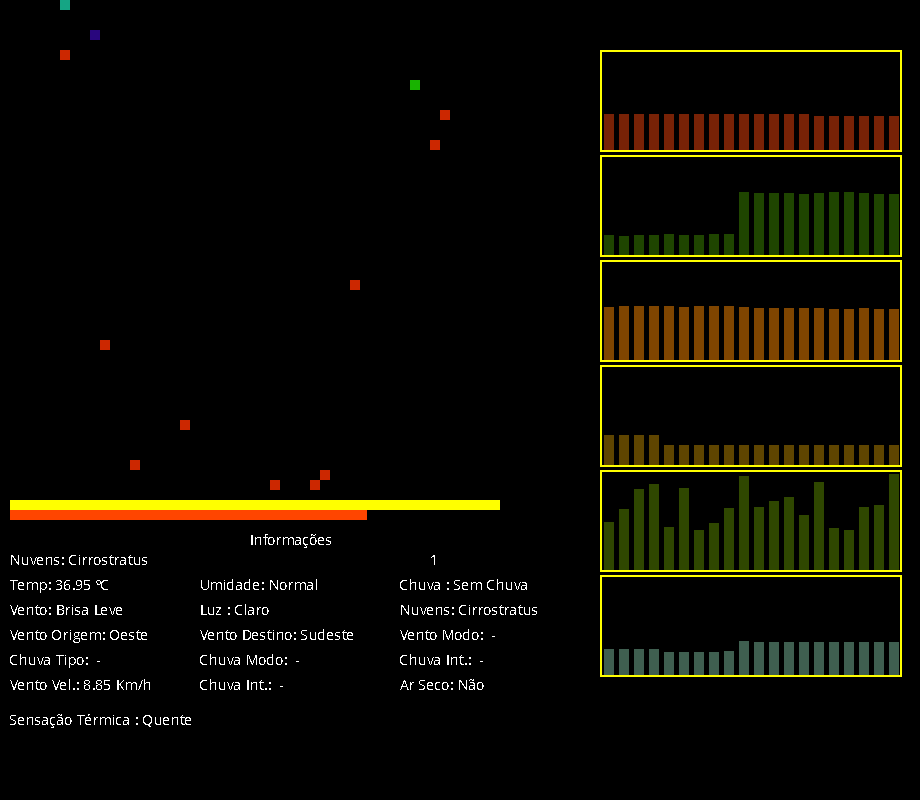 Informações
Nuvens: Cirrostratus 1
Temp: 36.95 ºC Umidade: Normal Chuva : Sem Chuva
Vento: Brisa Leve Luz : Claro Nuvens: Cirrostratus
Vento Origem: Oeste Vento Destino: Sudeste Vento Modo: -
Chuva Tipo: - Chuva Modo: - Chuva Int.: -
Vento Vel.: 8.85 Km/h Chuva Int.: - Ar Seco: Não
Sensação Térmica : Quente